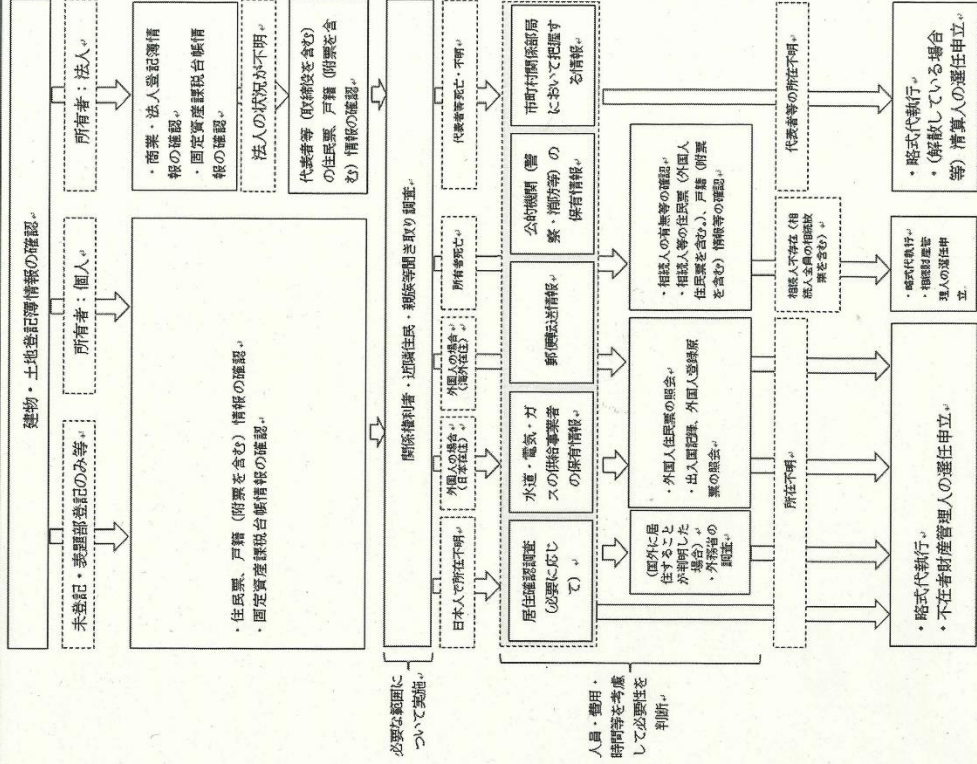 建物・土地登記簿情報の確認
未登記・表題部登記のみ等
所有者:個人
所有者:法人
・住民票、戸籍(附票を含む)情報の確認
・固定資産課税台帳情報の確認
・商業・法人登記簿情
報の確認
・固定資産課税台帳情
報の確認
法人の状況が不明
代表者等(取締役を含む)
の住民票、戸籍(附票を含
む)情報の確認
必要な範囲に
ついて実施
関係権利者・近隣住民・親族等聞き取り調査
日本人で所在不明
外国人の場合
(日本在住)
外国人の場合
(海外在住)
所有者死亡
代表者等死亡・不明
居住確認調査
(必要に応じ
て)
水道・電気・ガ
スの供給事業者
の保有情報
郵便転送情報
公的機関(警
察・消防等)の
保有情報
市町村関係部局
において把握す
る情報
人員・費用・
時間等を考慮
して必要性を
判断
(国外に居
住すること
が判明した
場合)
・外務省の
調査
・外国人住民票の照会
・出入国記録、外国人登録原
票の照会
・相続人の有無等の確認
・相続人等の住民票(外国人
住民票を含む。)、戸籍(附票
を含む)情報等の確認
所在不明
相続人不存在(相
続人全員の相続放
棄を含む)
代表者等の所在不明
・略式代執行
・不在者財産管理人の選任申立
・略式代執行
・相続財産管
理人の選任申
立
・略式代執行
・(解散している場合
等)清算人の選任申立